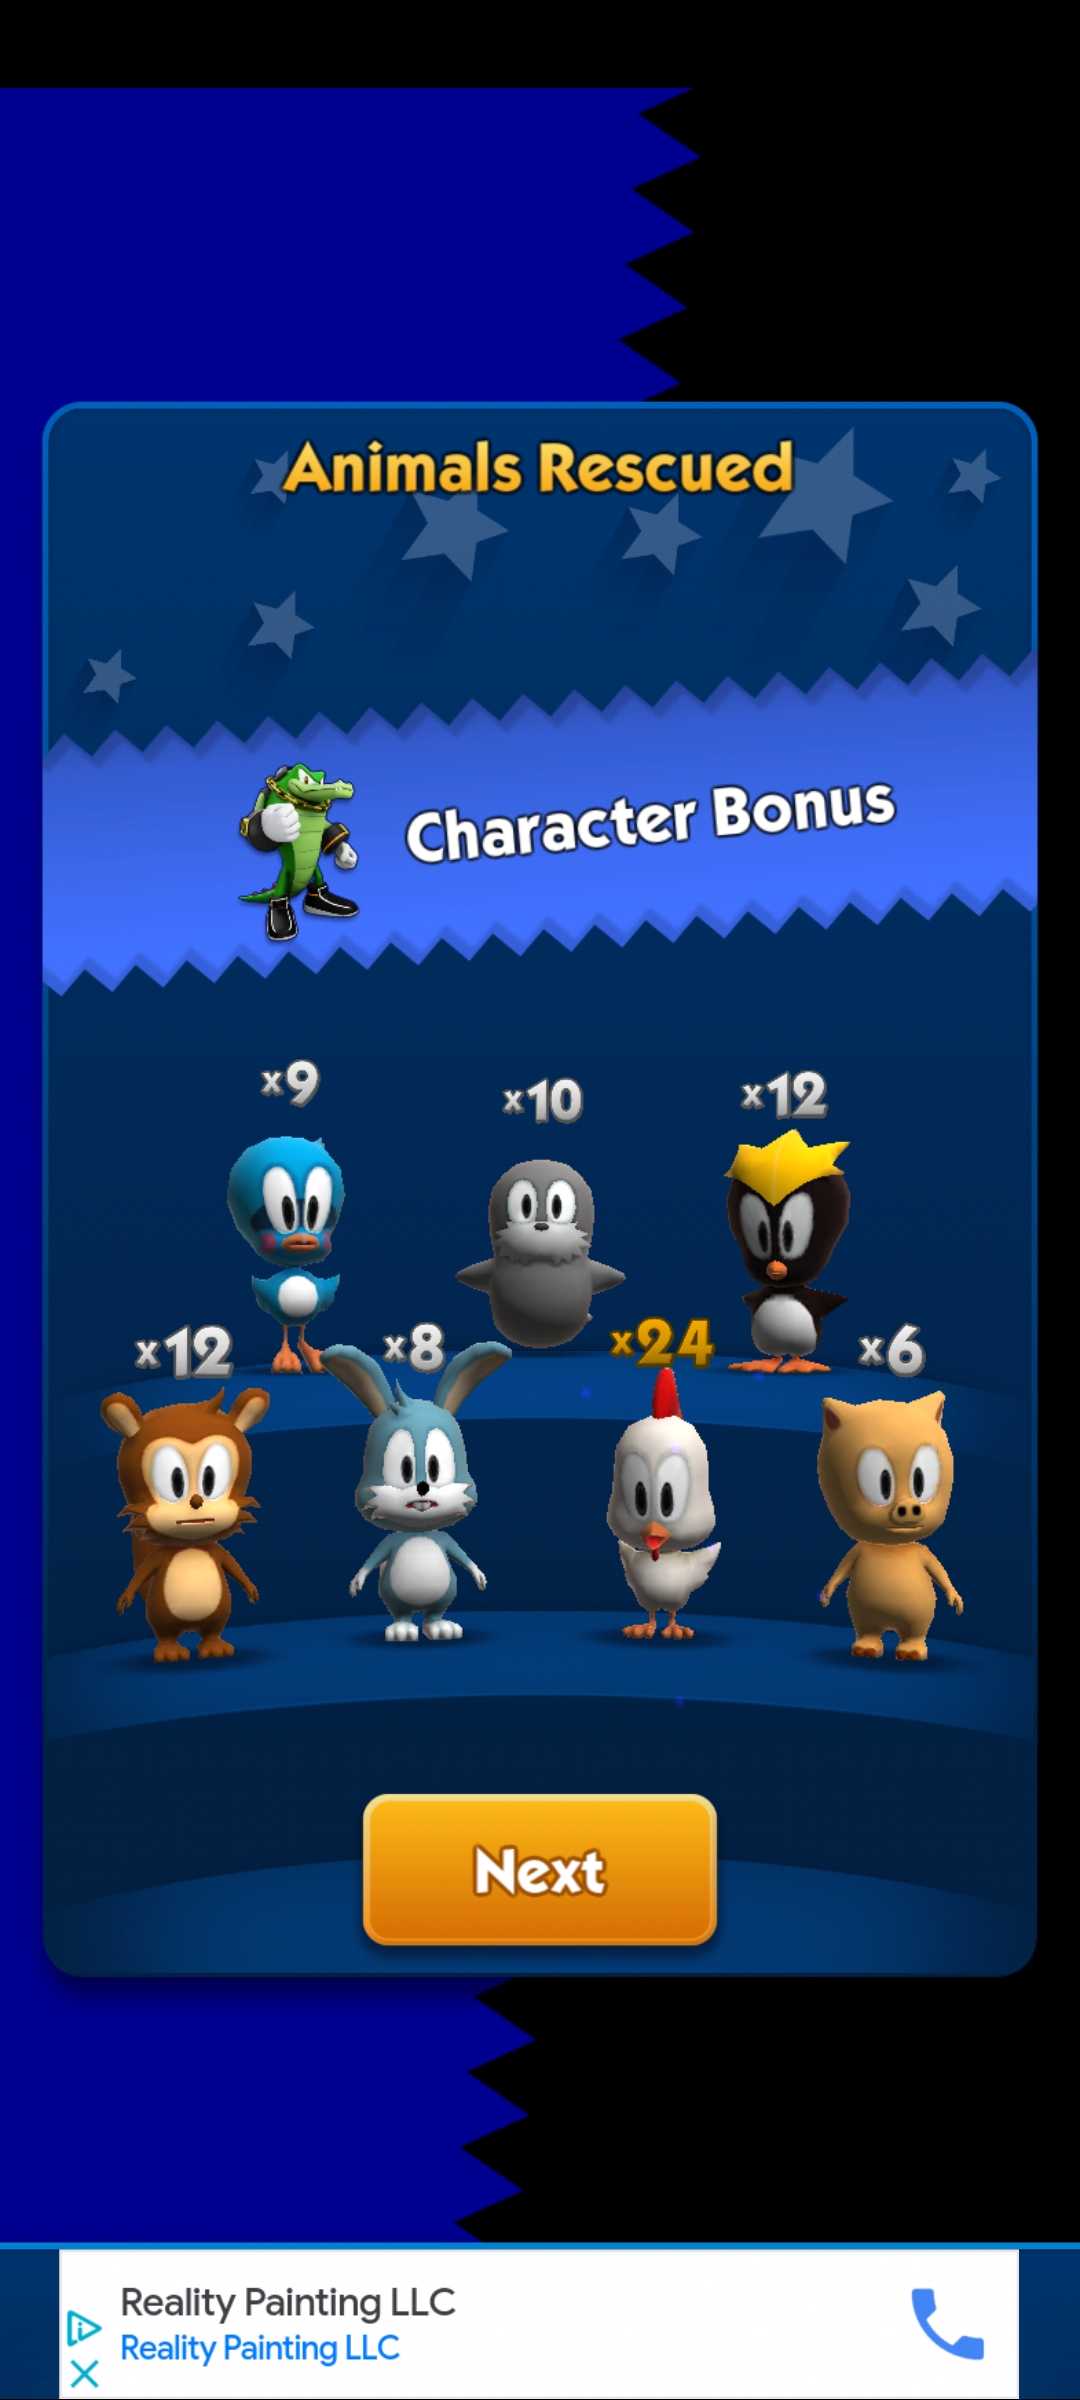 Animals Rescued
Character Bonus
x9
x10
x12
x12
x8
x24
x6
Next
Reality Painting LLC
Reality Painting LLC